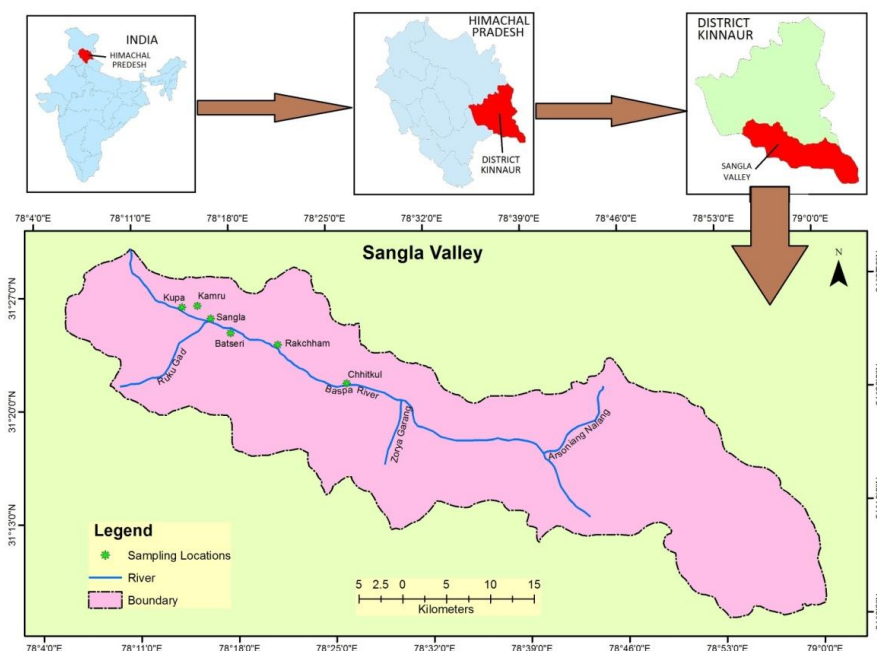 INDIA
HIMACHAL
PREDESH
HIMACHAL
PRADESH
DISTRICT
KINNAUR
DISTRICT
KINNAUR
SANGLA
VALLEY
78°4'0"E 78°11'0"E 78°18'0"E 78°25'0"E 78°32'0"E 78°39'0"E 78°46'0"E 78°53'0"E 79°0'0"E
Sangla Valley
N
31°27'0"N
31°20'0"N
31°13'0"N
Kupa
Kamru
Sangla
Batseri
Rakchham
Chhitkul
Baspa River
Ruku Gad
Zorya Garang
Arsoniang Nalang
Legend
Sampling Locations
River
Boundary
5 2.5 0 5 10 15
Kilometers
78°4'0"E 78°11'0"E 78°18'0"E 78°25'0"E 78°32'0"E 78°39'0"E 78°46'0"E 78°53'0"E 79°0'0"E